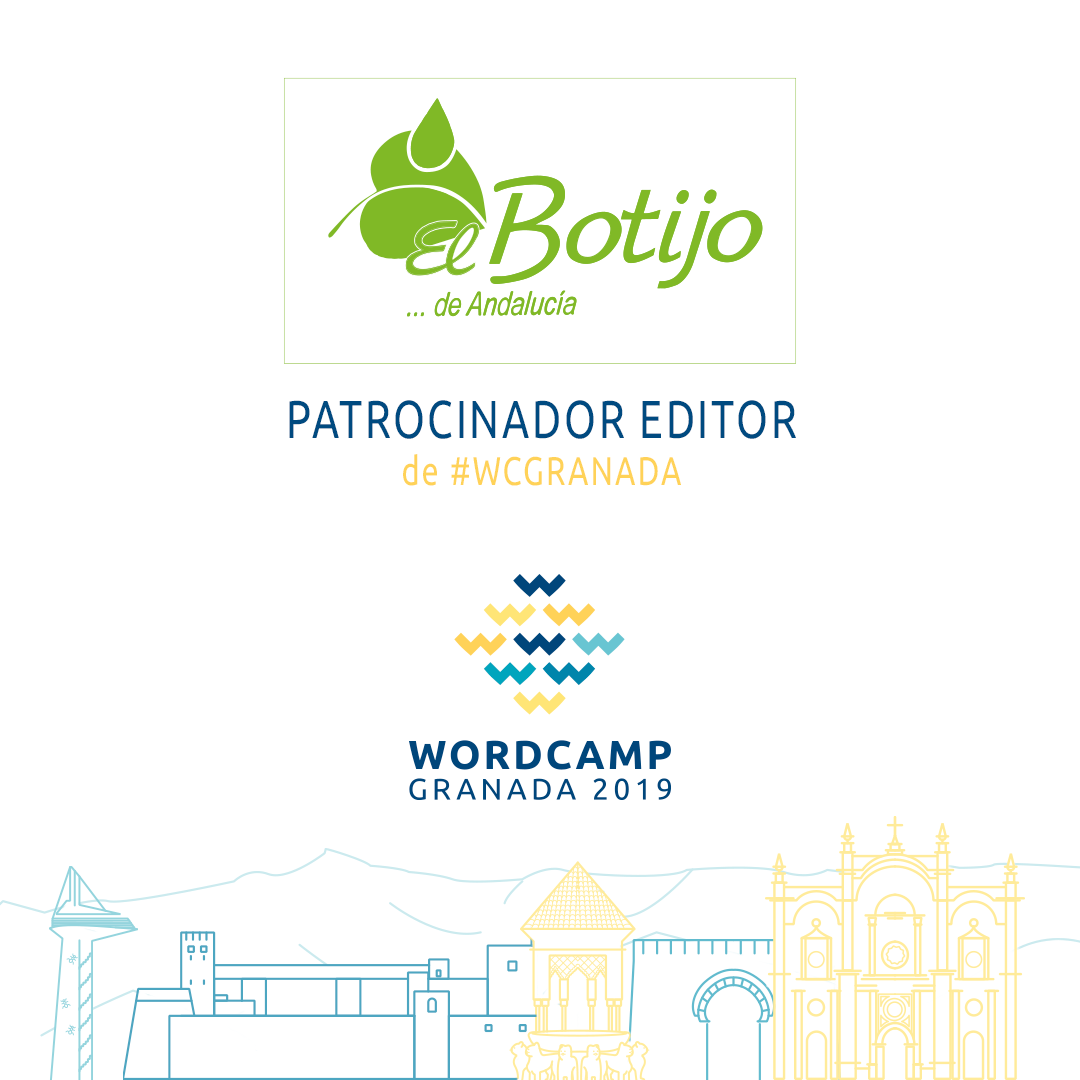 El Botijo
... de Andalucía
PATROCINADOR EDITOR
de #WCGRANADA
WORDCAMP
GRANADA 2019